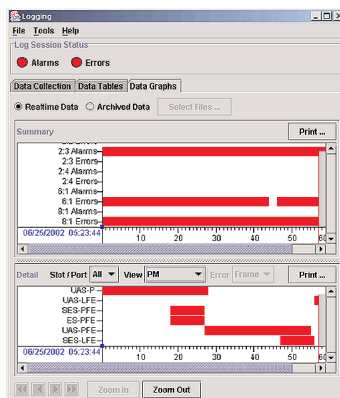 Logging
File Tools Help
Log Session Status
Alarms Errors
Data Collection Data Tables Data Graphs
Realtime Data Archived Data Select Files ...
Summary Print ...
2:3 Alarms
2:3 Errors
2:4 Alarms
2:4 Errors
6:1 Alarms
6:1 Errors
8:1 Alarms
8:1 Errors
06/25/2002 05:23:44 10 20 30 40 50 60
Detail Slot / Port All View PM Error Frame Print ...
UAS-P
UAS-LFE
SES-PFE
ES-PFE
UAS-PFE
SES-LFE
06/25/2002 05:23:44 10 20 30 40 50 60
Zoom In Zoom Out